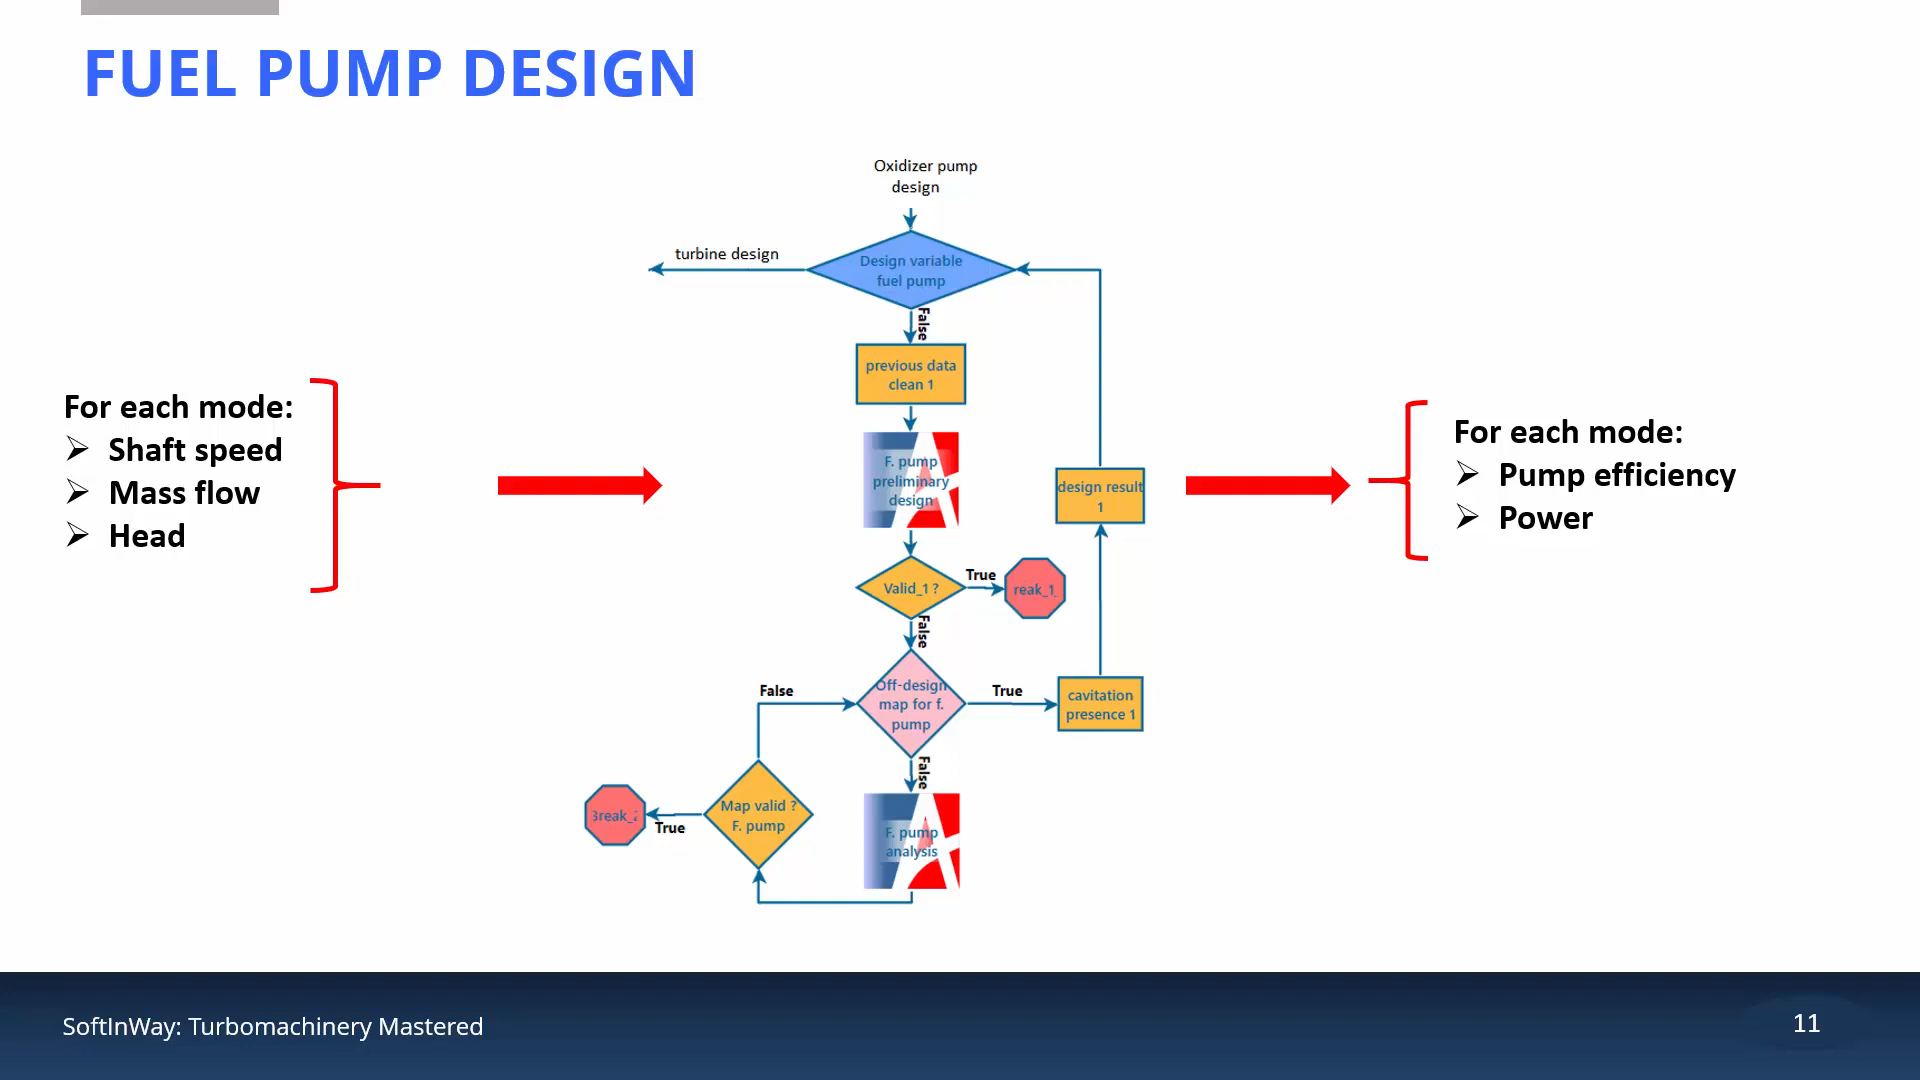 FUEL PUMP DESIGN
Oxidizer pump
design
turbine design
Design variable
fuel pump
False
previous data
clean 1
For each mode:
➢ Shaft speed
➢ Mass flow
➢ Head
F. pump
preliminary
design
design result
1
For each mode:
➢ Pump efficiency
➢ Power
Valid_1 ?
True
reak_1
False
False
Off-design
map for f.
pump
True
cavitation
presence 1
False
Map valid ?
F. pump
True
F. pump
analysis
SoftInWay: Turbomachinery Mastered
11